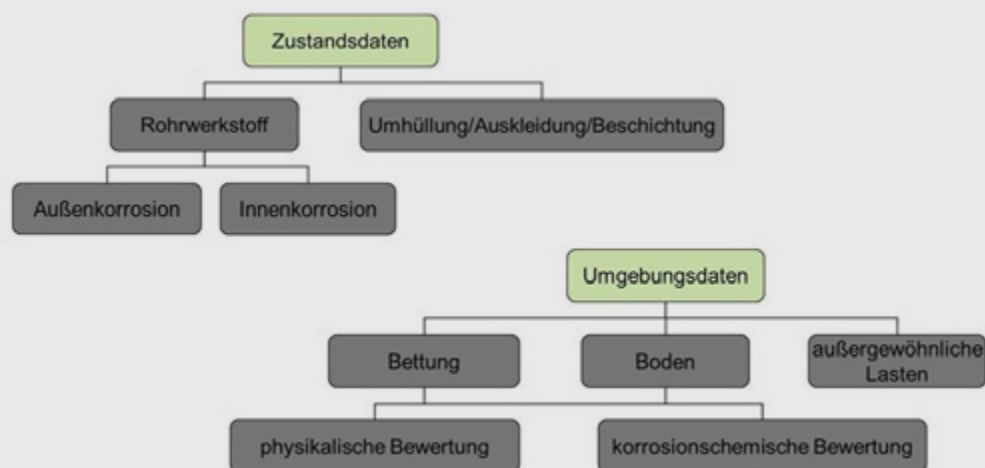 Zustandsdaten
Rohrwerkstoff
Umhüllung/Auskleidung/Beschichtung
Außenkorrosion
Innenkorrosion
Umgebungsdaten
Bettung
Boden
außergewöhnliche
Lasten
physikalische Bewertung
korrosionschemische Bewertung